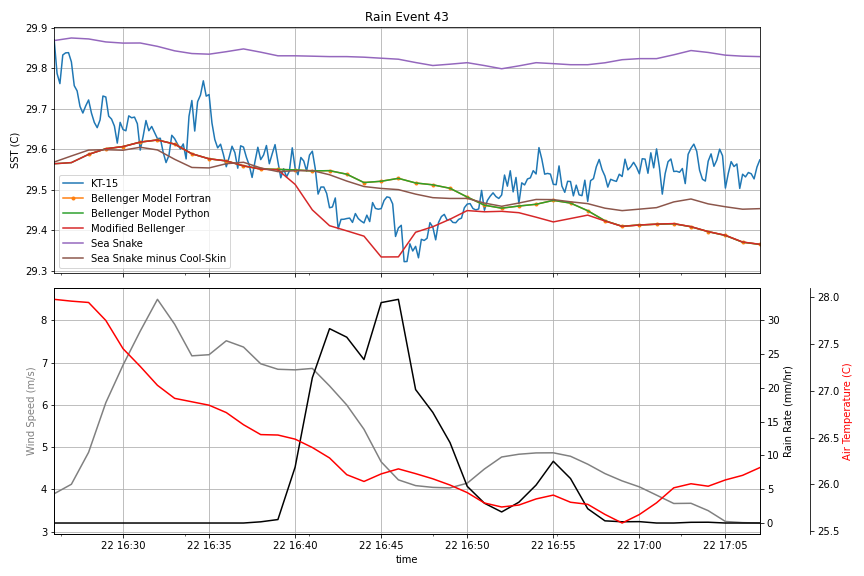 Rain Event 43
29.9
29.8
29.7
29.6
29.5
29.4
29.3
SST (C)
KT-15
Bellenger Model Fortran
Bellenger Model Python
Modified Bellenger
Sea Snake
Sea Snake minus Cool-Skin
8
7
6
5
4
3
Wind Speed (m/s)
30
25
20
15
10
5
0
Rain Rate (mm/hr)
28.0
27.5
27.0
26.5
26.0
25.5
Air Temperature (C)
22 16:30 22 16:35 22 16:40 22 16:45 22 16:50 22 16:55 22 17:00 22 17:05
time